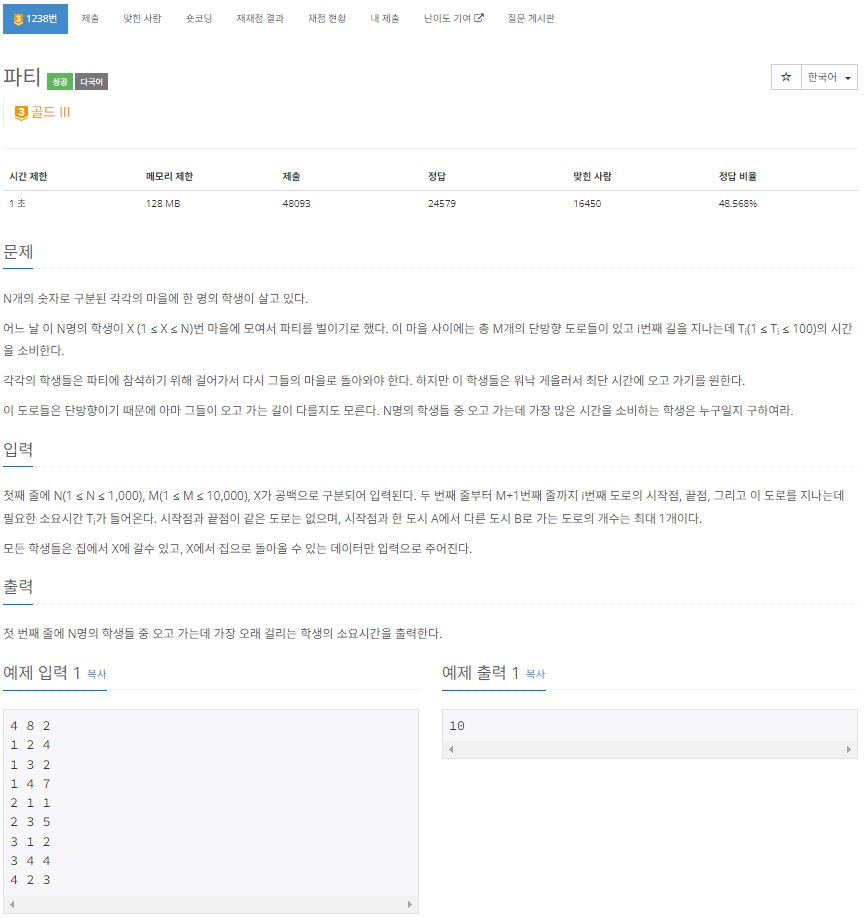 3 1238번 제출 맞힌 사람 숏코딩 재채점 결과 채점 현황 내 제출 난이도 기여 질문 게시판
파티 성공 다국어 ☆ 한국어
3 골드 III
시간 제한 메모리 제한 제출 정답 맞힌 사람 정답 비율
1 초 128 MB 48093 24579 16450 48.568%
문제
N개의 숫자로 구분된 각각의 마을에 한 명의 학생이 살고 있다.
어느 날 이 N명의 학생이 X (1 ≤ X ≤ N)번 마을에 모여서 파티를 벌이기로 했다. 이 마을 사이에는 총 M개의 단방향 도로들이 있고 i번째 길을 지나는데 Ti(1 ≤ Ti ≤ 100)의 시간
을 소비한다.
각각의 학생들은 파티에 참석하기 위해 걸어가서 다시 그들의 마을로 돌아와야 한다. 하지만 이 학생들은 워낙 게을러서 최단 시간에 오고 가기를 원한다.
이 도로들은 단방향이기 때문에 아마 그들이 오고 가는 길이 다를지도 모른다. N명의 학생들 중 오고 가는데 가장 많은 시간을 소비하는 학생은 누구일지 구하여라.
입력
첫째 줄에 N(1 ≤ N ≤ 1,000), M(1 ≤ M ≤ 10,000), X가 공백으로 구분되어 입력된다. 두 번째 줄부터 M+1번째 줄까지 i번째 도로의 시작점, 끝점, 그리고 이 도로를 지나는데
필요한 소요시간 Ti가 들어온다. 시작점과 끝점이 같은 도로는 없으며, 시작점과 한 도시 A에서 다른 도시 B로 가는 도로의 개수는 최대 1개이다.
모든 학생들은 집에서 X에 갈수 있고, X에서 집으로 돌아올 수 있는 데이터만 입력으로 주어진다.
출력
첫 번째 줄에 N명의 학생들 중 오고 가는데 가장 오래 걸리는 학생의 소요시간을 출력한다.
예제 입력 1 복사
4 8 2
1 2 4
1 3 2
1 4 7
2 1 1
2 3 5
3 1 2
3 4 4
4 2 3
예제 출력 1 복사
10